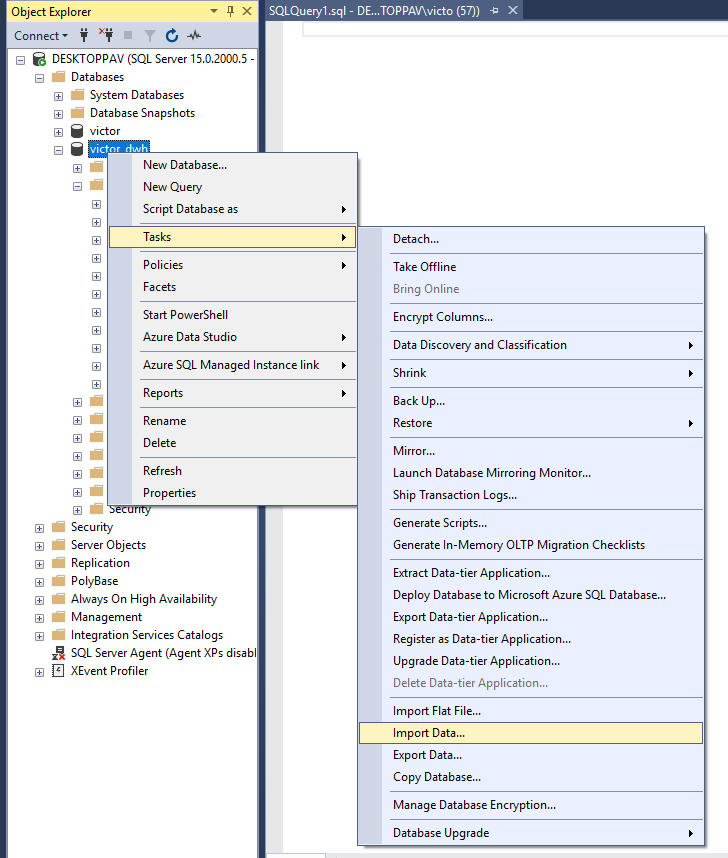 Object Explorer
Connect
DESKTOPPAV (SQL Server 15.0.2000.5 -
Databases
System Databases
Database Snapshots
victor
victor_dwh
Security
Security
Server Objects
Replication
PolyBase
Always On High Availability
Management
Integration Services Catalogs
SQL Server Agent (Agent XPs disabl
XEvent Profiler
SQLQuery1.sql - DE...TOPPAV\victo (57))
New Database...
New Query
Script Database as
Tasks
Policies
Facets
Start PowerShell
Azure Data Studio
Azure SQL Managed Instance link
Reports
Rename
Delete
Refresh
Properties
Detach...
Take Offline
Bring Online
Encrypt Columns...
Data Discovery and Classification
Shrink
Back Up...
Restore
Mirror...
Launch Database Mirroring Monitor...
Ship Transaction Logs...
Generate Scripts...
Generate In-Memory OLTP Migration Checklists
Extract Data-tier Application...
Deploy Database to Microsoft Azure SQL Database...
Export Data-tier Application...
Register as Data-tier Application...
Upgrade Data-tier Application...
Delete Data-tier Application...
Import Flat File...
Import Data...
Export Data...
Copy Database...
Manage Database Encryption...
Database Upgrade